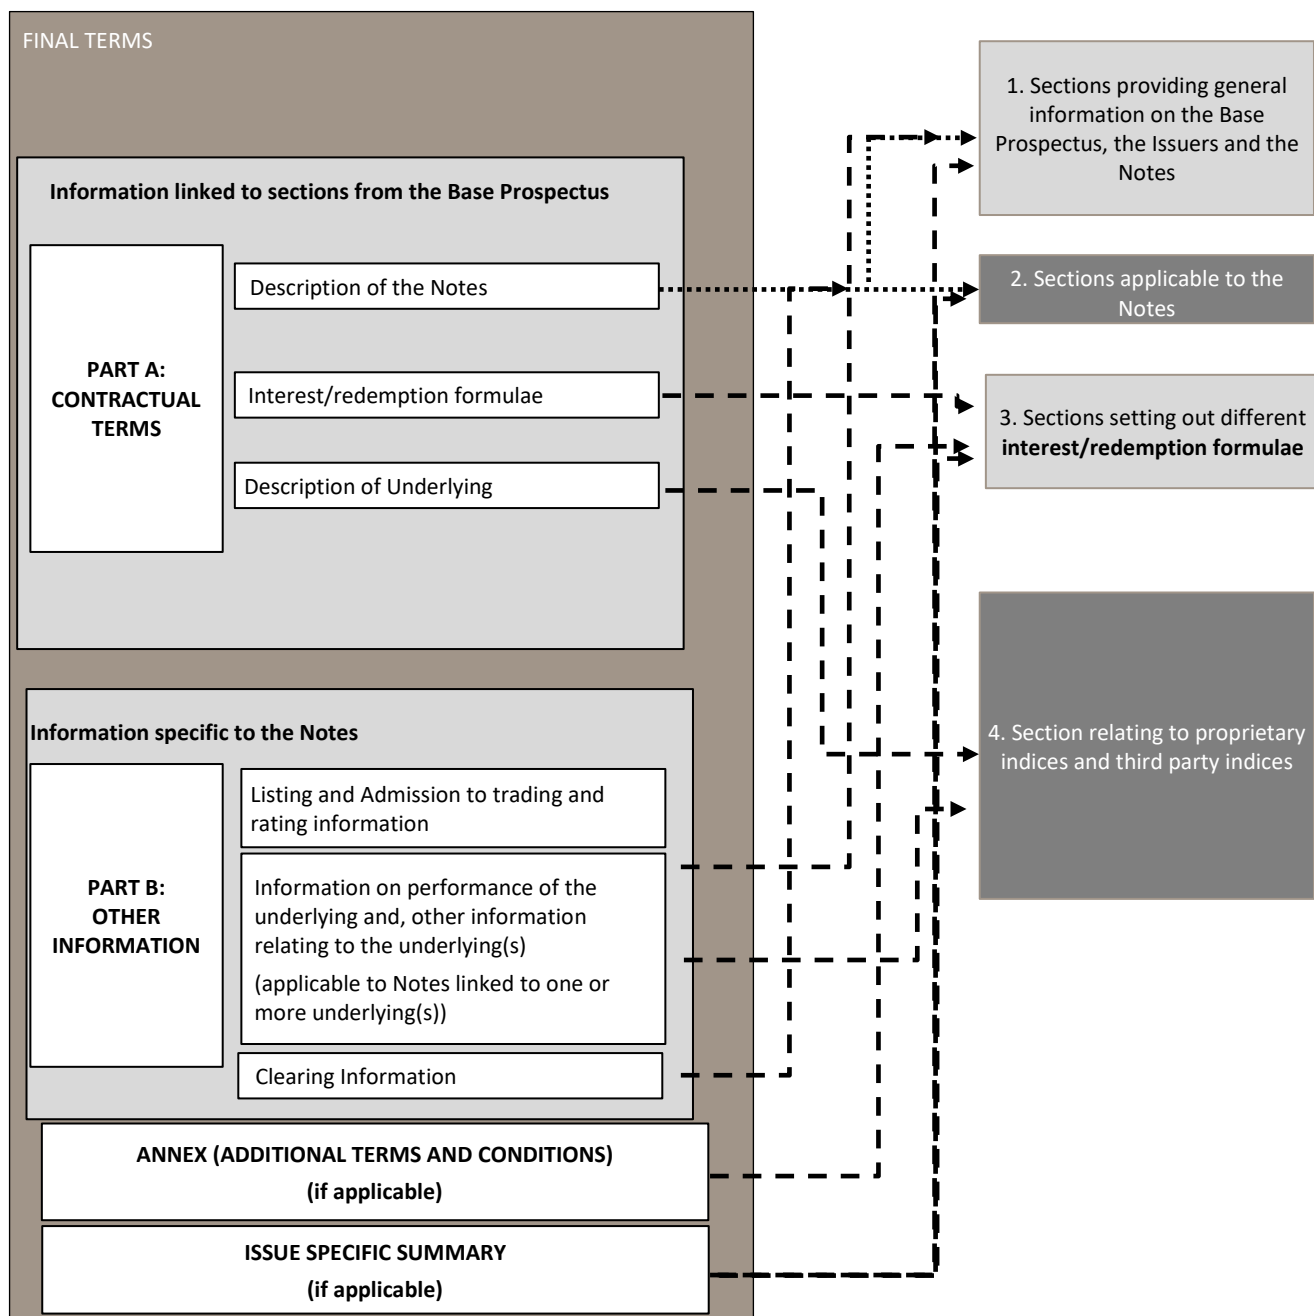 FINAL TERMS
Information linked to sections from the Base Prospectus
PART A:
CONTRACTUAL
TERMS
Description of the Notes
Interest/redemption formulae
Description of Underlying
Information specific to the Notes
PART B:
OTHER
INFORMATION
Listing and Admission to trading and
rating information
Information on performance of the
underlying and, other information
relating to the underlying(s)
(applicable to Notes linked to one or
more underlying(s))
Clearing Information
ANNEX (ADDITIONAL TERMS AND CONDITIONS)
(if applicable)
ISSUE SPECIFIC SUMMARY
(if applicable)
1. Sections providing general
information on the Base
Prospectus, the Issuers and the
Notes
2. Sections applicable to the
Notes
3. Sections setting out different
interest/redemption formulae
4. Section relating to proprietary
indices and third party indices